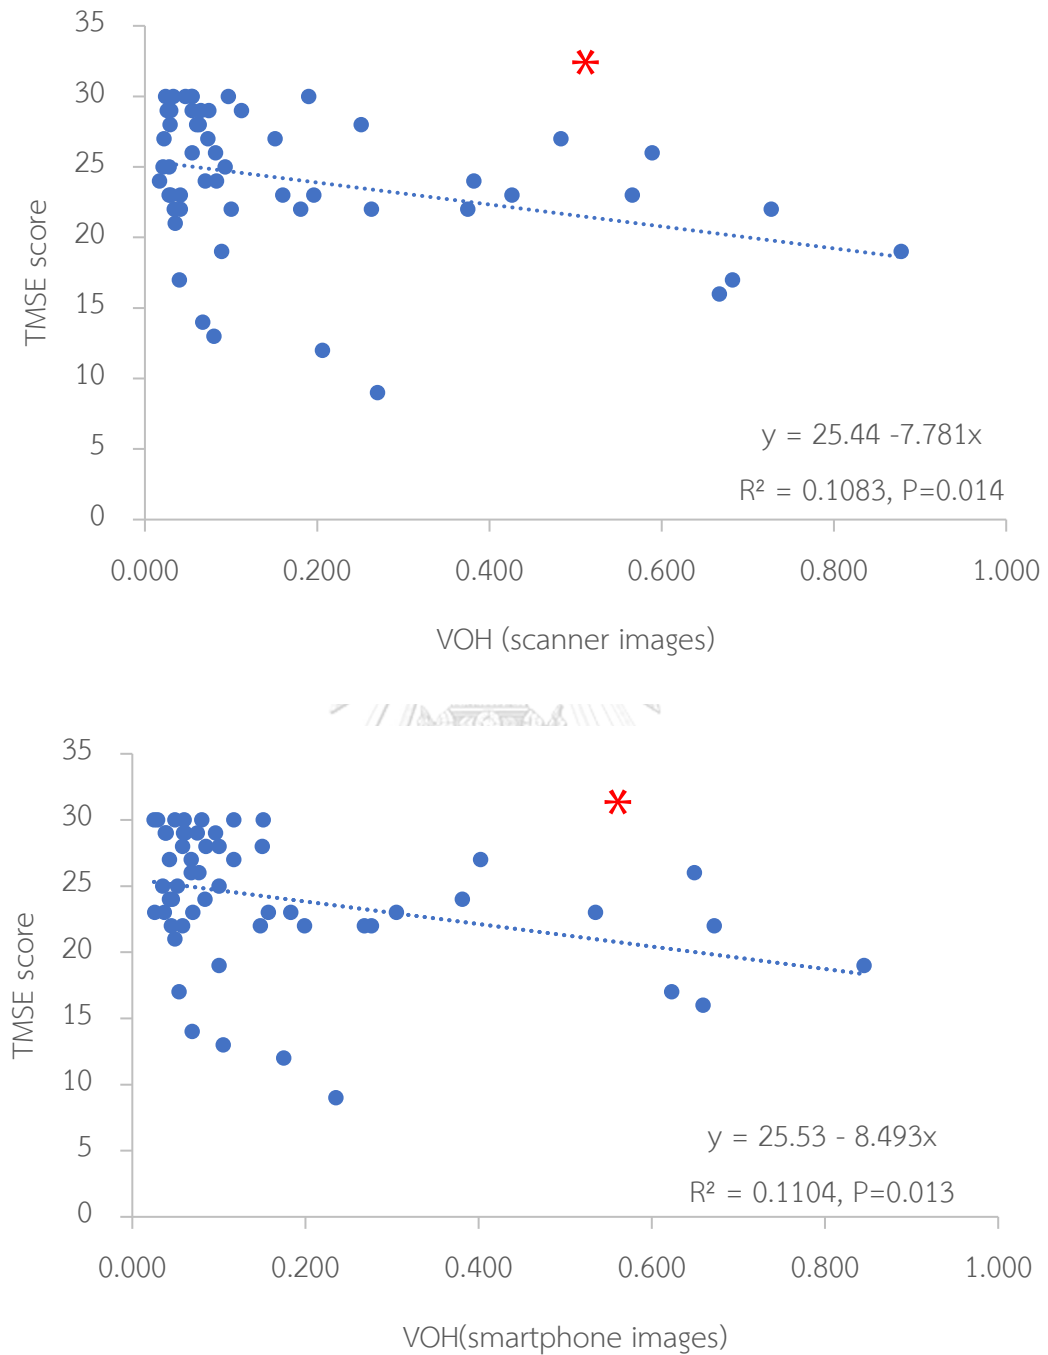 35
30
25
20
15
10
5
0
TMSE score
*
y = 25.44 -7.781x
R² = 0.1083, P=0.014
0.000 0.200 0.400 0.600 0.800 1.000
VOH (scanner images)
35
30
25
20
15
10
5
0
TMSE score
*
y = 25.53 - 8.493x
R² = 0.1104, P=0.013
0.000 0.200 0.400 0.600 0.800 1.000
VOH(smartphone images)